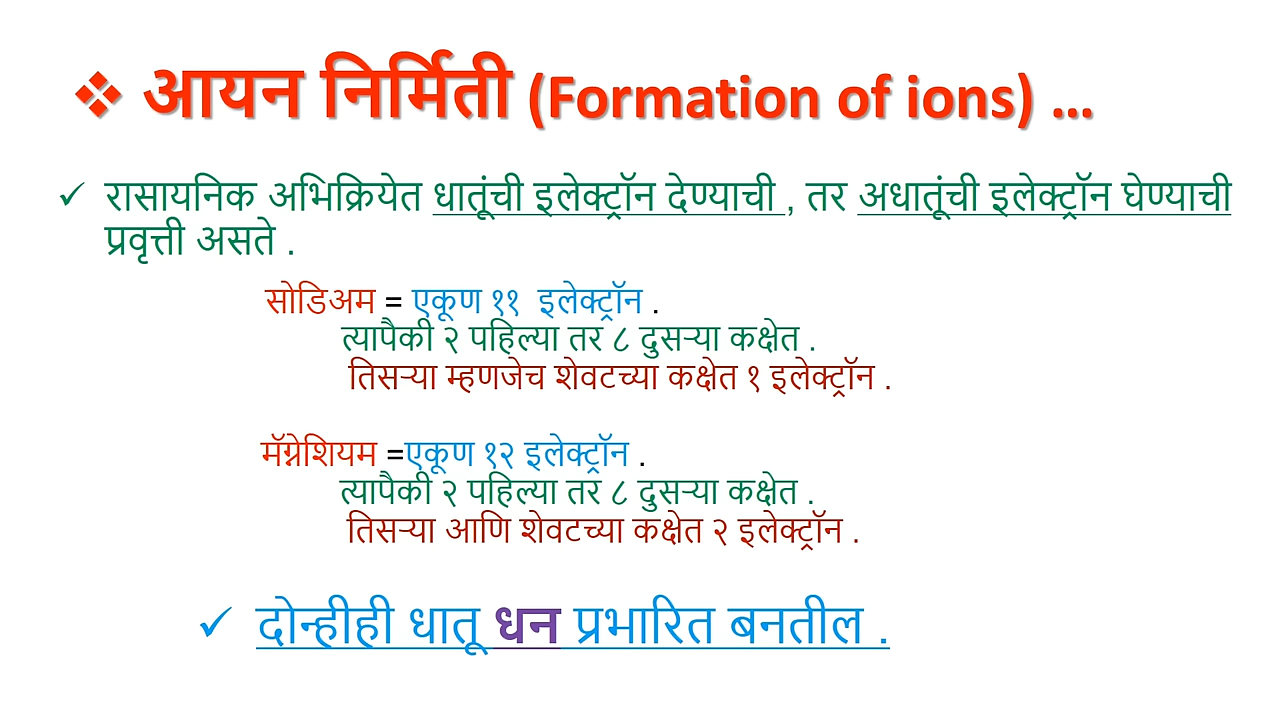 ❖ आयन निर्मिती (Formation of ions) ...
✓ रासायनिक अभिक्रियेत धातूंची इलेक्ट्रॉन देण्याची , तर अधातूंची इलेक्ट्रॉन घेण्याची
प्रवृत्ती असते .
सोडिअम = एकूण ११ इलेक्ट्रॉन .
त्यापैकी २ पहिल्या तर ८ दुसऱ्या कक्षेत .
तिसऱ्या म्हणजेच शेवटच्या कक्षेत १ इलेक्ट्रॉन .
मॅग्नेशियम =एकूण १२ इलेक्ट्रॉन .
त्यापैकी २ पहिल्या तर ८ दुसऱ्या कक्षेत .
तिसऱ्या आणि शेवटच्या कक्षेत २ इलेक्ट्रॉन .
✓ दोन्हीही धातू धन प्रभारित बनतील .